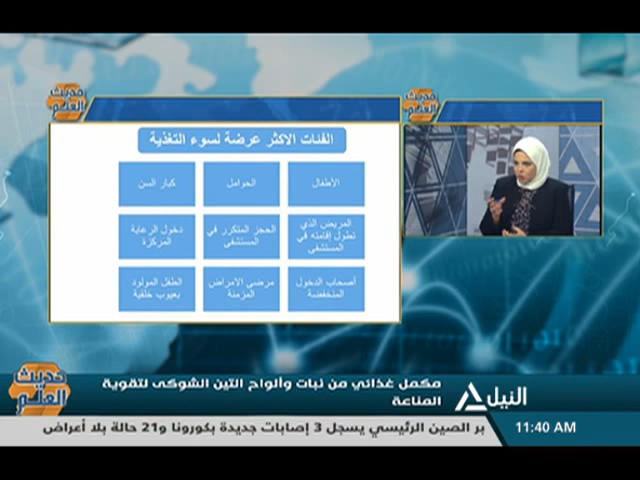 حديث العلم
حديث العلم
الفئات الاكثر عرضة لسوء التغذية
الأطفال
الحوامل
كبار السن
المريض الذي
تطول إقامته في
المستشفى
الحجز المتكرر في
المستشفى
دخول الرعاية
المركزة
أصحاب الدخول
المنخفضة
مرضى الامراض
المزمنة
الطفل المولود
بعيوب خلقية
حديث
العلم
النيل
مكمل غذائي من نبات وألواح التين الشوكى لتقوية
المناعة
بر الصين الرئيسي يسجل 3 إصابات جديدة بكورونا و21 حالة بلا أعراض
11:40 AM